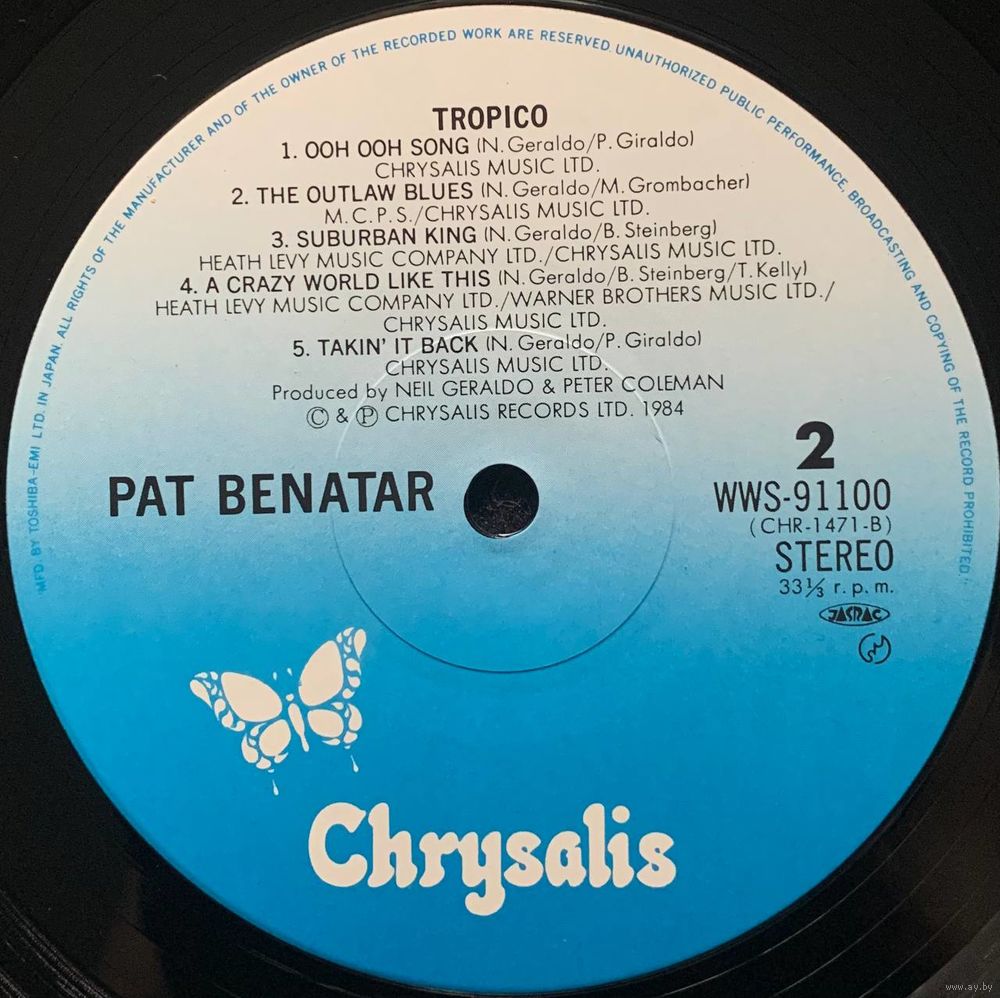 MFD. BY TOSHIBA-EMI LTD. IN JAPAN. ALL RIGHTS OF THE MANUFACTURER AND OF THE OWNER OF THE RECORDED WORK ARE RESERVED. UNAUTHORIZED PUBLIC PERFORMANCE, BROADCASTING AND COPYING OF THE RECORD PROHIBITED.
TROPICO
1. OOH OOH SONG (N. Geraldo/P. Giraldo)
CHRYSALIS MUSIC LTD.
2. THE OUTLAW BLUES (N. Geraldo/M. Grombacher)
M.C.P.S./CHRYSALIS MUSIC LTD.
3. SUBURBAN KING (N. Geraldo/B. Steinberg)
HEATH LEVY MUSIC COMPANY LTD./CHRYSALIS MUSIC LTD.
4. A CRAZY WORLD LIKE THIS (N. Geraldo/B. Steinberg/T. Kelly)
HEATH LEVY MUSIC COMPANY LTD./WARNER BROTHERS MUSIC LTD./
CHRYSALIS MUSIC LTD.
5. TAKIN' IT BACK (N. Geraldo/P. Giraldo)
CHRYSALIS MUSIC LTD.
Produced by NEIL GERALDO & PETER COLEMAN
© & ℗ CHRYSALIS RECORDS LTD. 1984
PAT BENATAR
2
WWS-91100
(CHR-1471-B)
STEREO
33⅓ r.p.m.
JASRAC
Chrysalis
www.ay.by